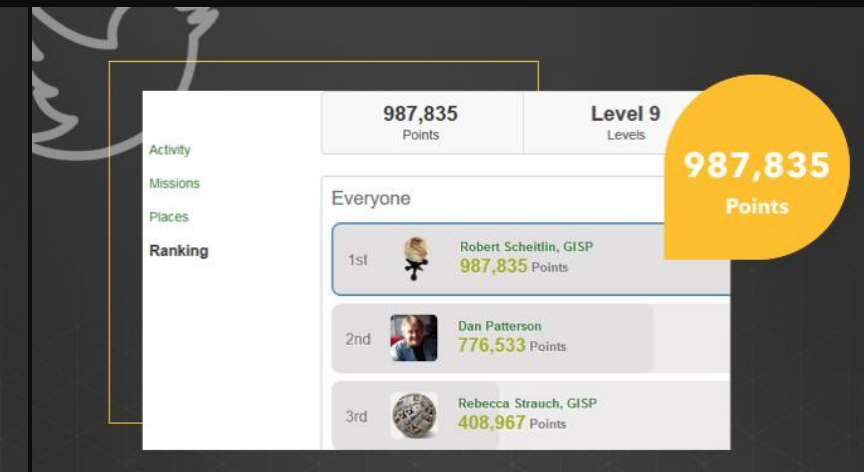 987,835
Points
Level 9
Levels
Activity
Missions
Places
Ranking
Everyone
1st
Robert Scheitlin, GISP
987,835 Points
2nd
Dan Patterson
776,533 Points
3rd
Rebecca Strauch, GISP
408,967 Points
987,835
Points